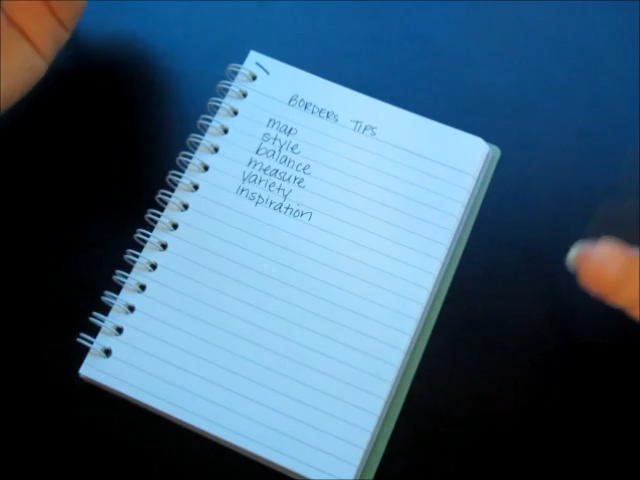 BORDERS TIPS
map
style
balance
measure
variety
inspiration